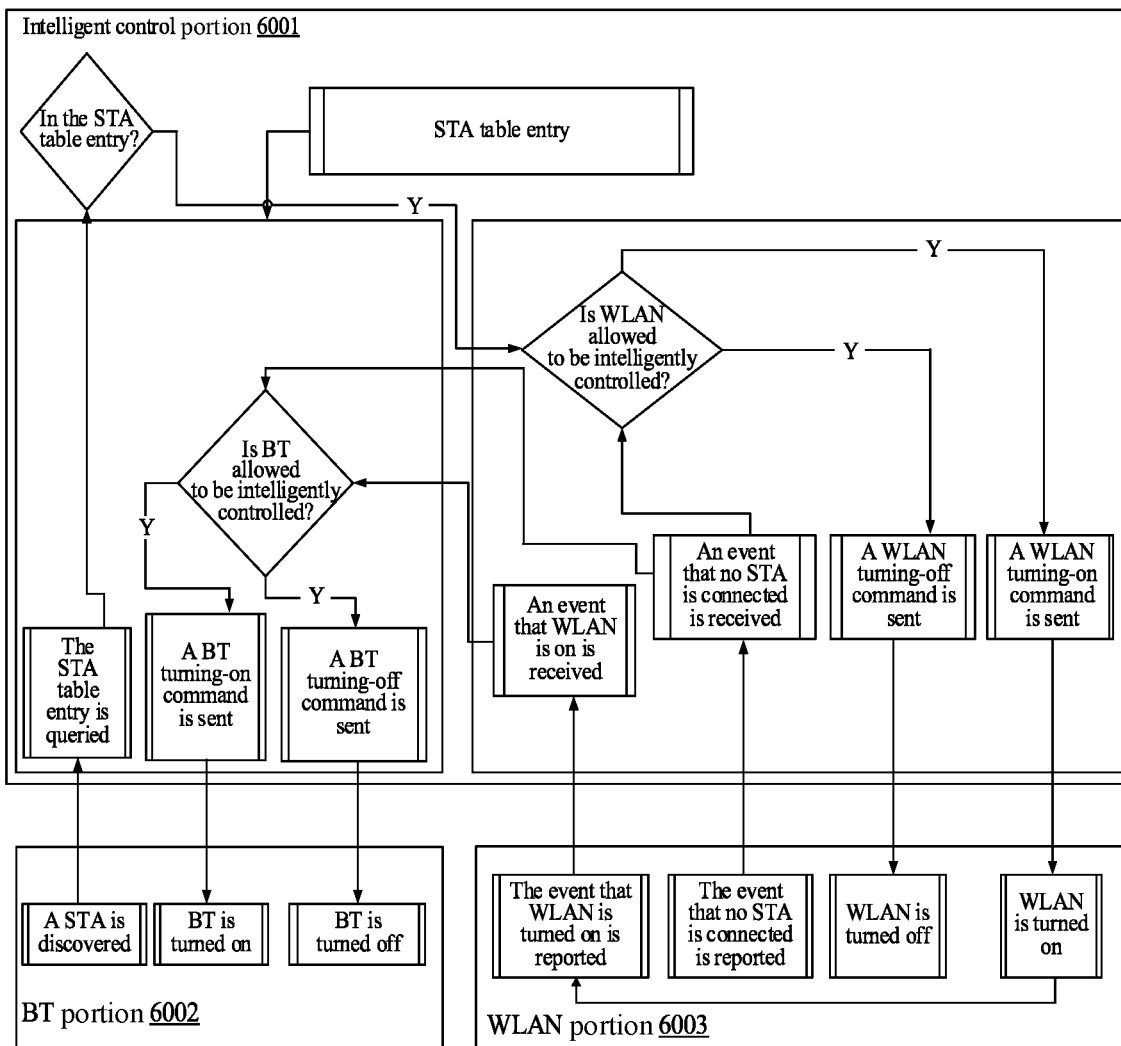 Intelligent control portion 6001
In the STA
table entry?
STA table entry
Y
Y
Is WLAN
allowed
to be intelligently
controlled?
Y
Is BT
allowed
to be intelligently
controlled?
Y
Y
An event
that no STA
is connected
is received
A WLAN
turning-off
command is
sent
A WLAN
turning-on
command is
sent
An event
that WLAN
is on is
received
The
STA
table
entry is
queried
A BT
turning-on
command
is sent
A BT
turning-off
command is
sent
A STA is
discovered
BT is
turned on
BT is
turned off
The event that
WLAN is
turned on is
reported
The event
that no STA
is connected
is reported
WLAN is
turned off
WLAN
is turned
on
BT portion 6002
WLAN portion 6003